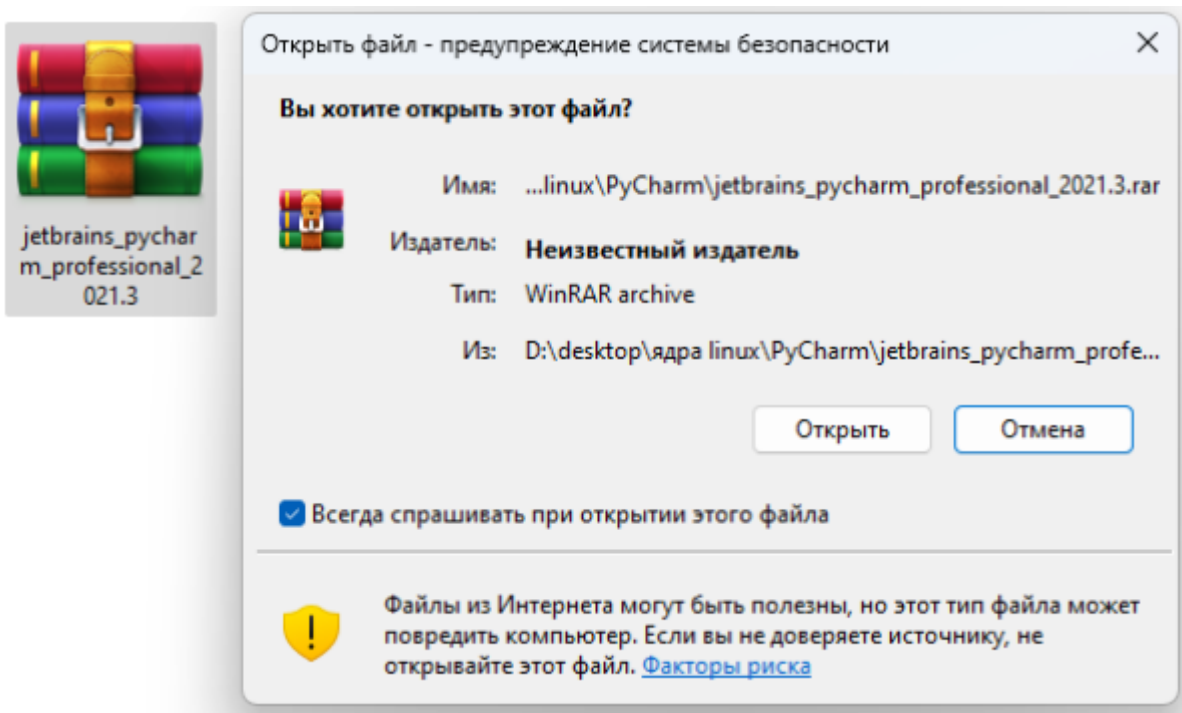 jetbrains_pychar
m_professional_2
021.3
Открыть файл - предупреждение системы безопасности
Вы хотите открыть этот файл?
Имя: ...linux\PyCharm\jetbrains_pycharm_professional_2021.3.rar
Издатель: Неизвестный издатель
Тип: WinRAR archive
Из: D:\desktop\ядра linux\PyCharm\jetbrains_pycharm_profe...
Открыть Отмена
Всегда спрашивать при открытии этого файла
Файлы из Интернета могут быть полезны, но этот тип файла может
повредить компьютер. Если вы не доверяете источнику, не
открывайте этот файл. Факторы риска